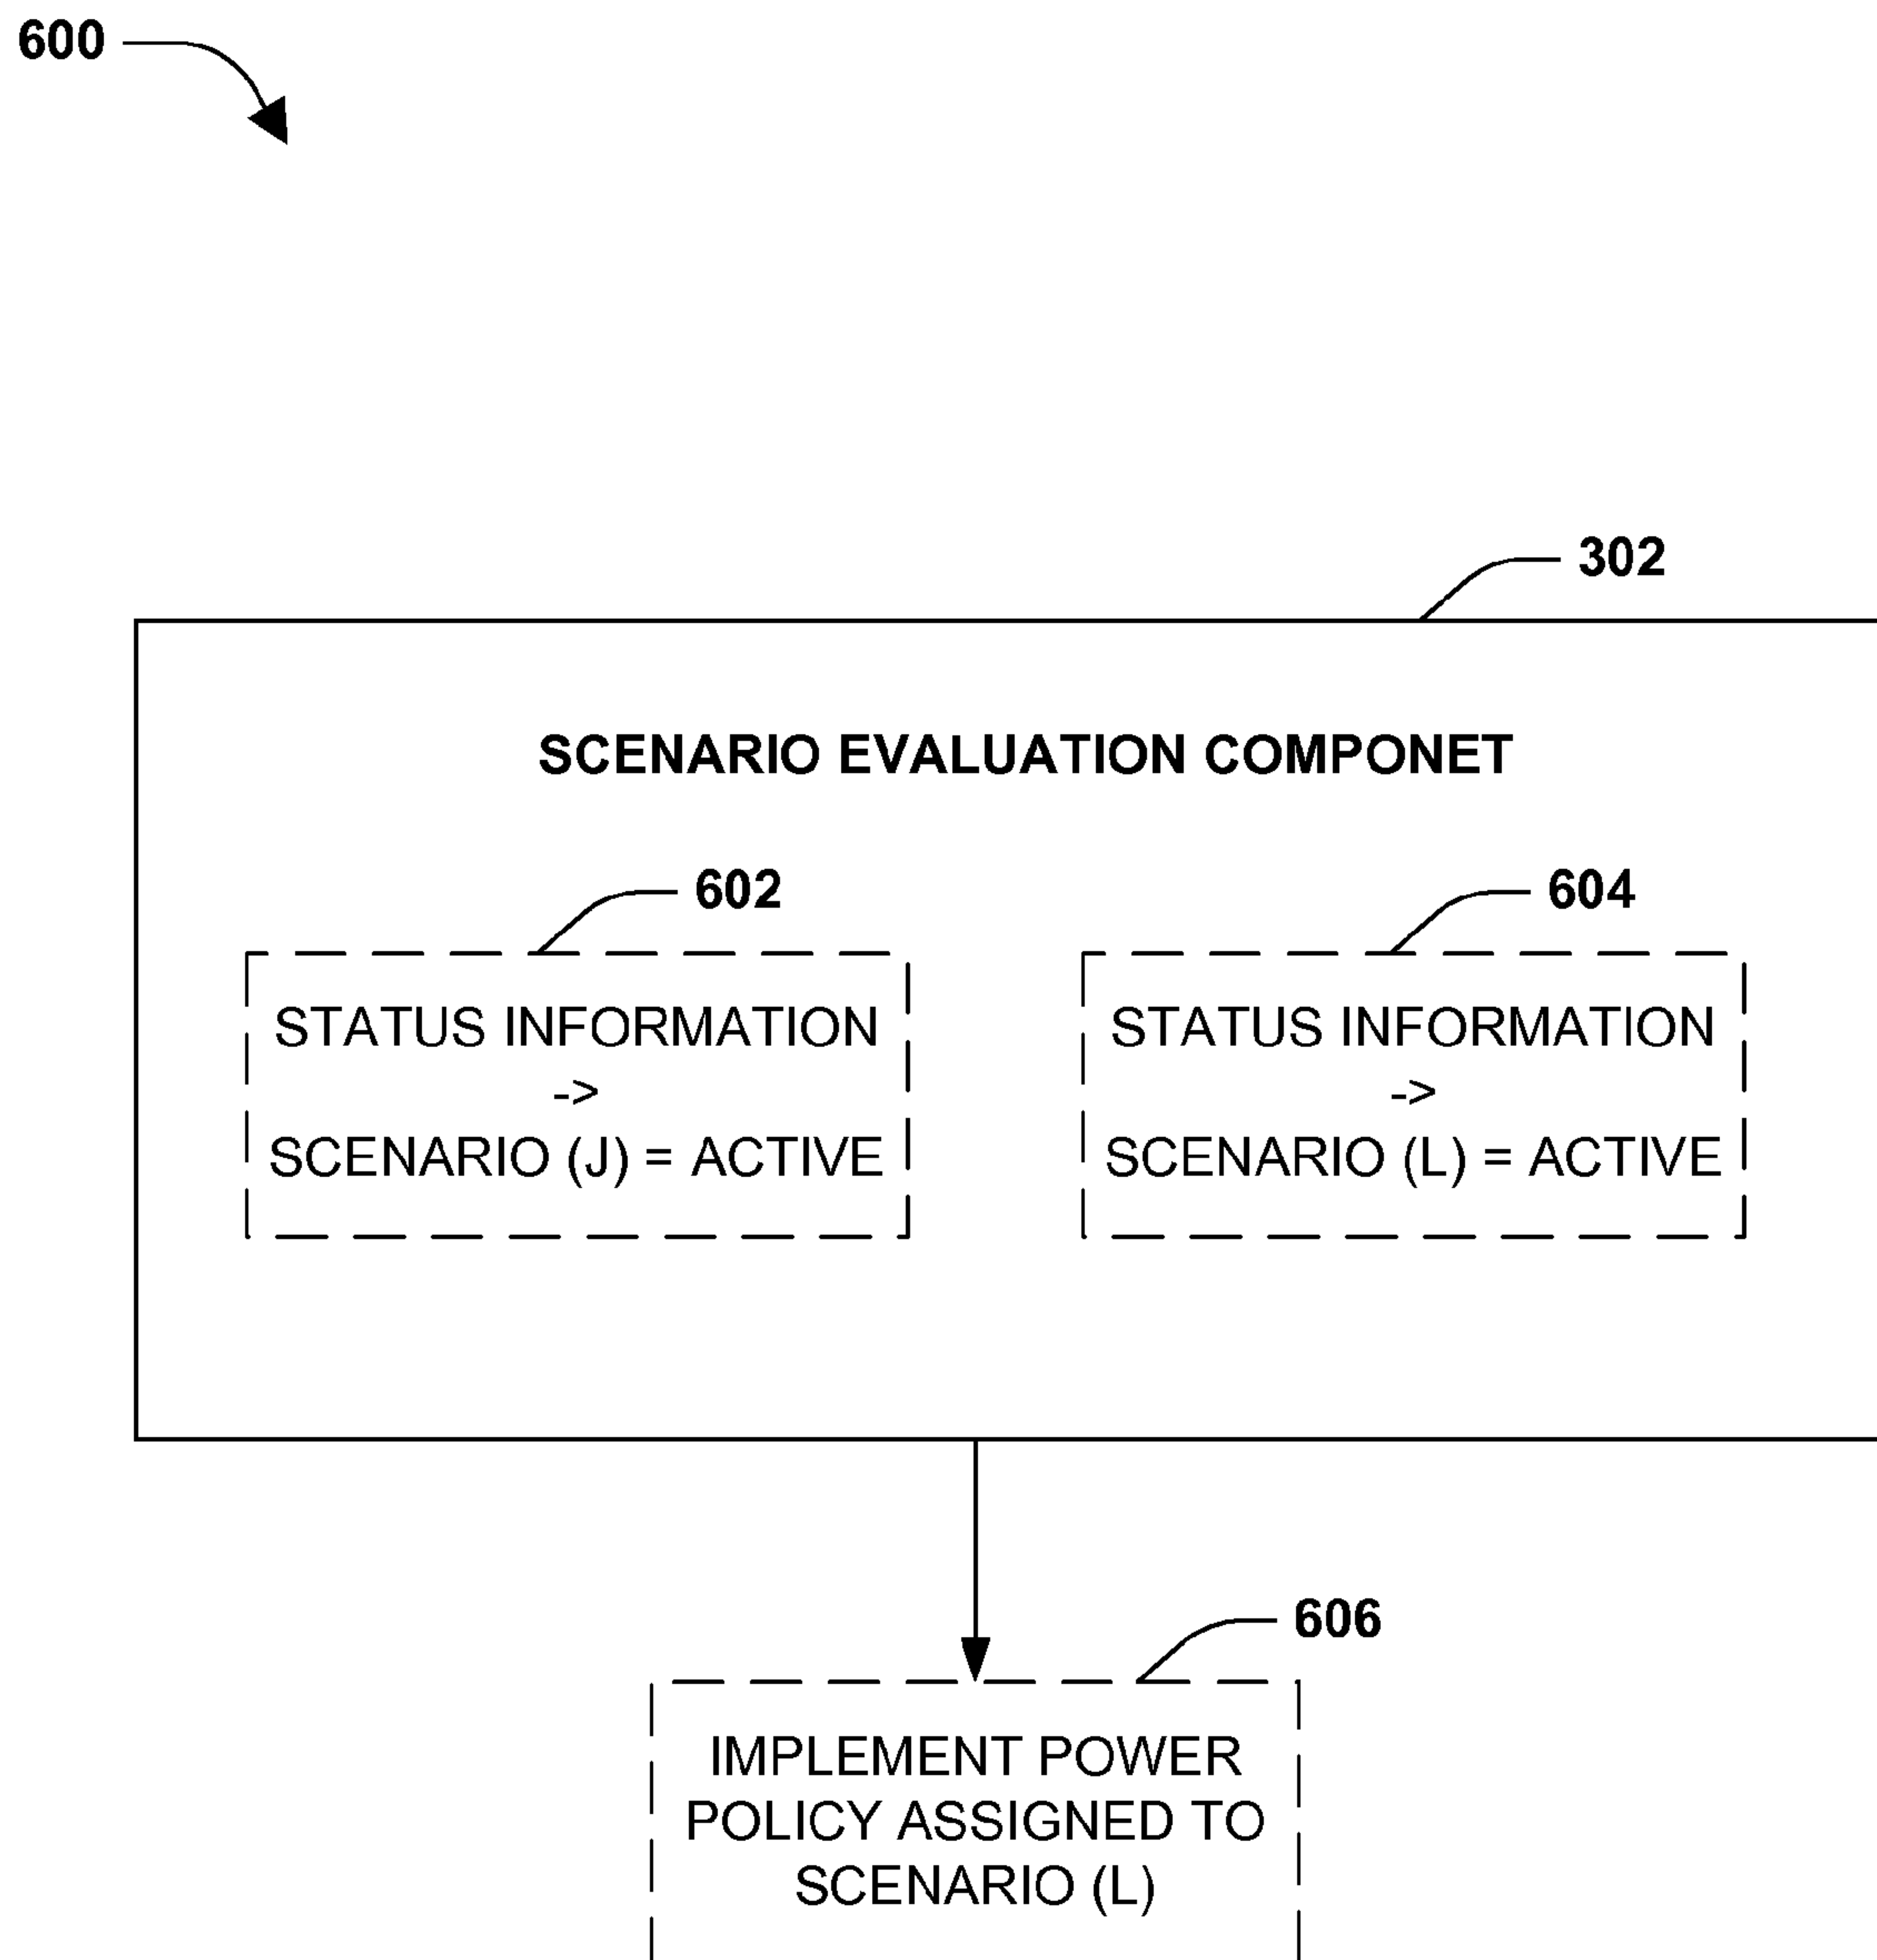 600
302
SCENARIO EVALUATION COMPONET
602
604
STATUS INFORMATION
->
SCENARIO (J) = ACTIVE
STATUS INFORMATION
->
SCENARIO (L) = ACTIVE
606
IMPLEMENT POWER
POLICY ASSIGNED TO
SCENARIO (L)